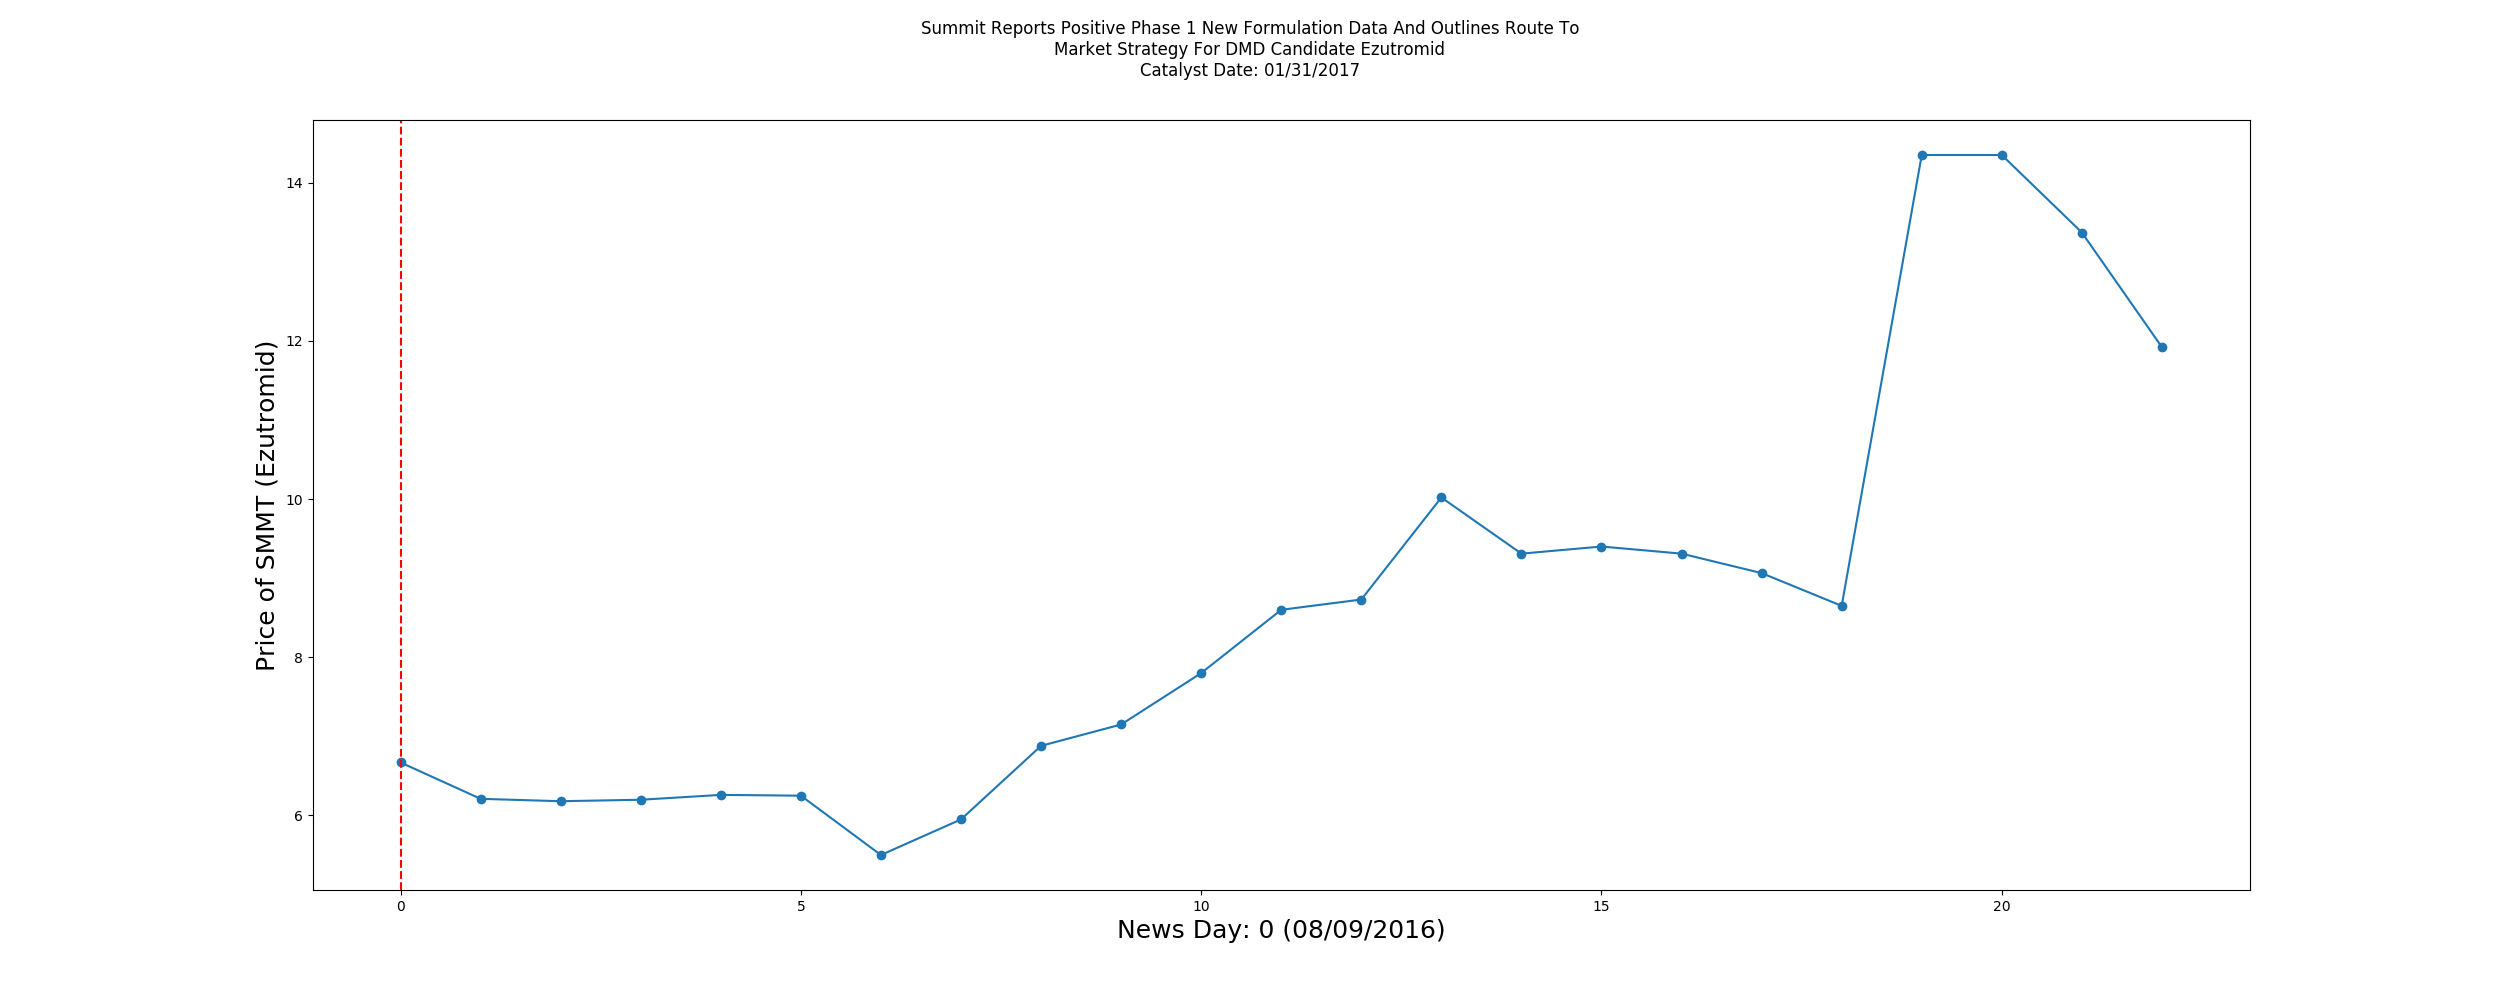 Summit Reports Positive Phase 1 New Formulation Data And Outlines Route To
Market Strategy For DMD Candidate Ezutromid
Catalyst Date: 01/31/2017
Price of SMMT (Ezutromid)
14
12
10
8
6
0
5
10
15
20
News Day: 0 (08/09/2016)